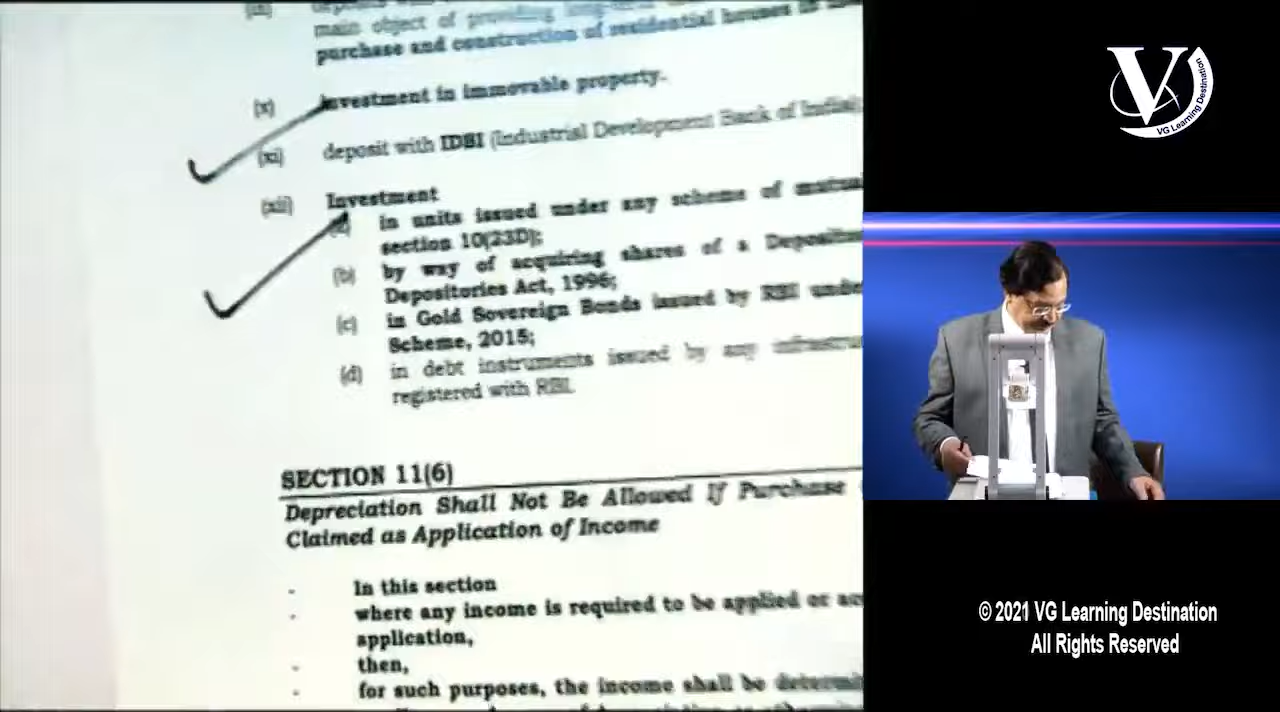 (ix)
main object of providing
purchase and construction of residential houses in
(x) Investment in immovable property.
(xi) deposit with IDBI (Industrial Development Bank of India).
(xii) Investment
(a) in units issued under any scheme of mutual
section 10(23D);
(b) by way of acquiring shares of a Depository
Depositories Act, 1996;
(c) in Gold Sovereign Bonds issued by RBI under
Scheme, 2015;
(d) in debt instruments issued by any
registered with RBI.
SECTION 11(6)
Depreciation Shall Not Be Allowed If Purchase
Claimed as Application of Income
- In this section
- where any income is required to be applied or
application,
- then,
- for such purposes, the income shall be
V
VG Learning Destination
© 2021 VG Learning Destination
All Rights Reserved